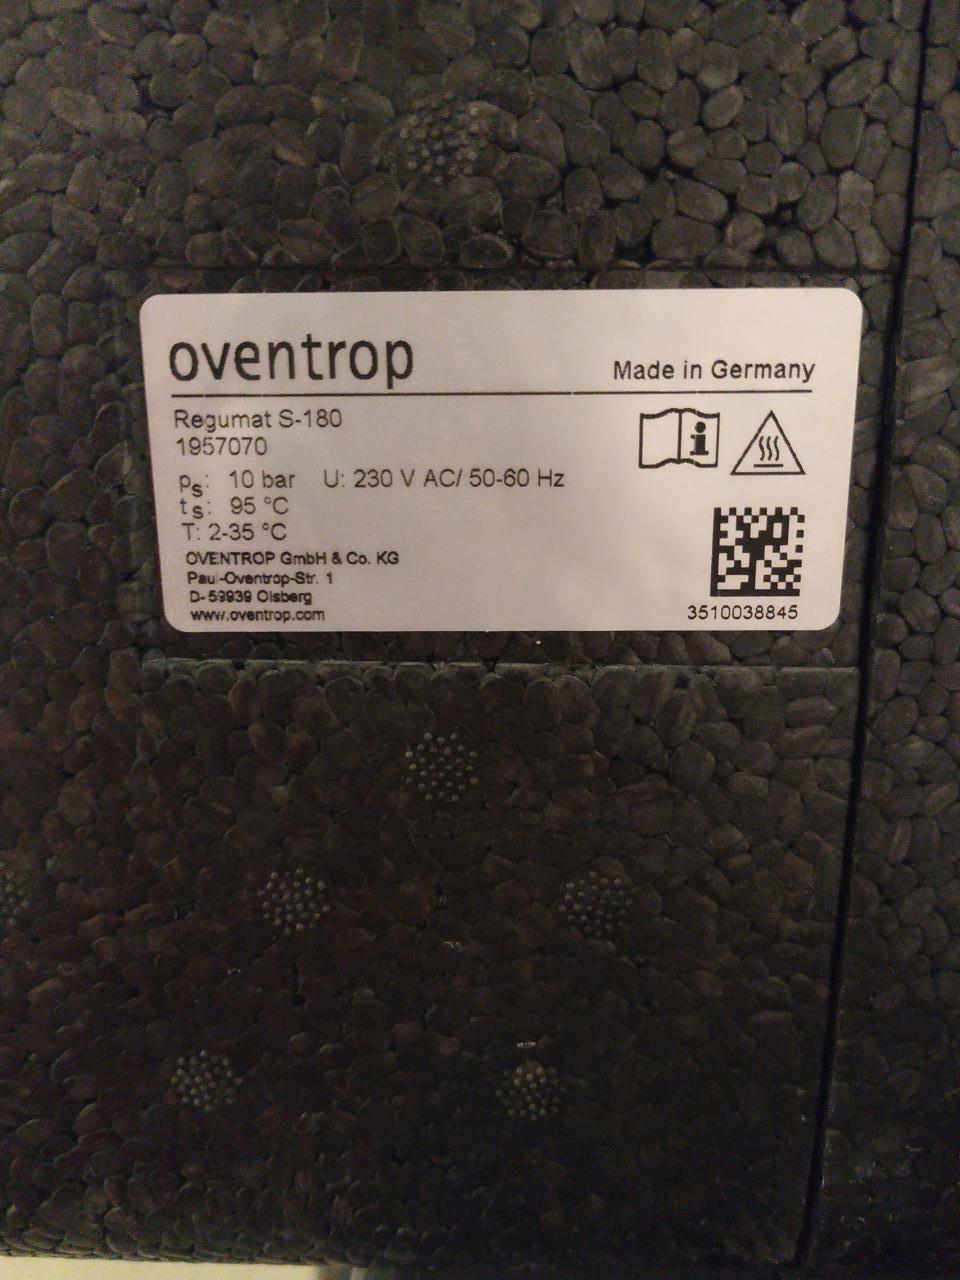 oventrop
Made in Germany
Regumat S-180
1957070
ps: 10 bar U: 230 V AC/ 50-60 Hz
ts: 95 °C
T: 2-35 °C
OVENTROP GmbH & Co. KG
Paul-Oventrop-Str. 1
D-59939 Olsberg
www.oventrop.com
3510038845